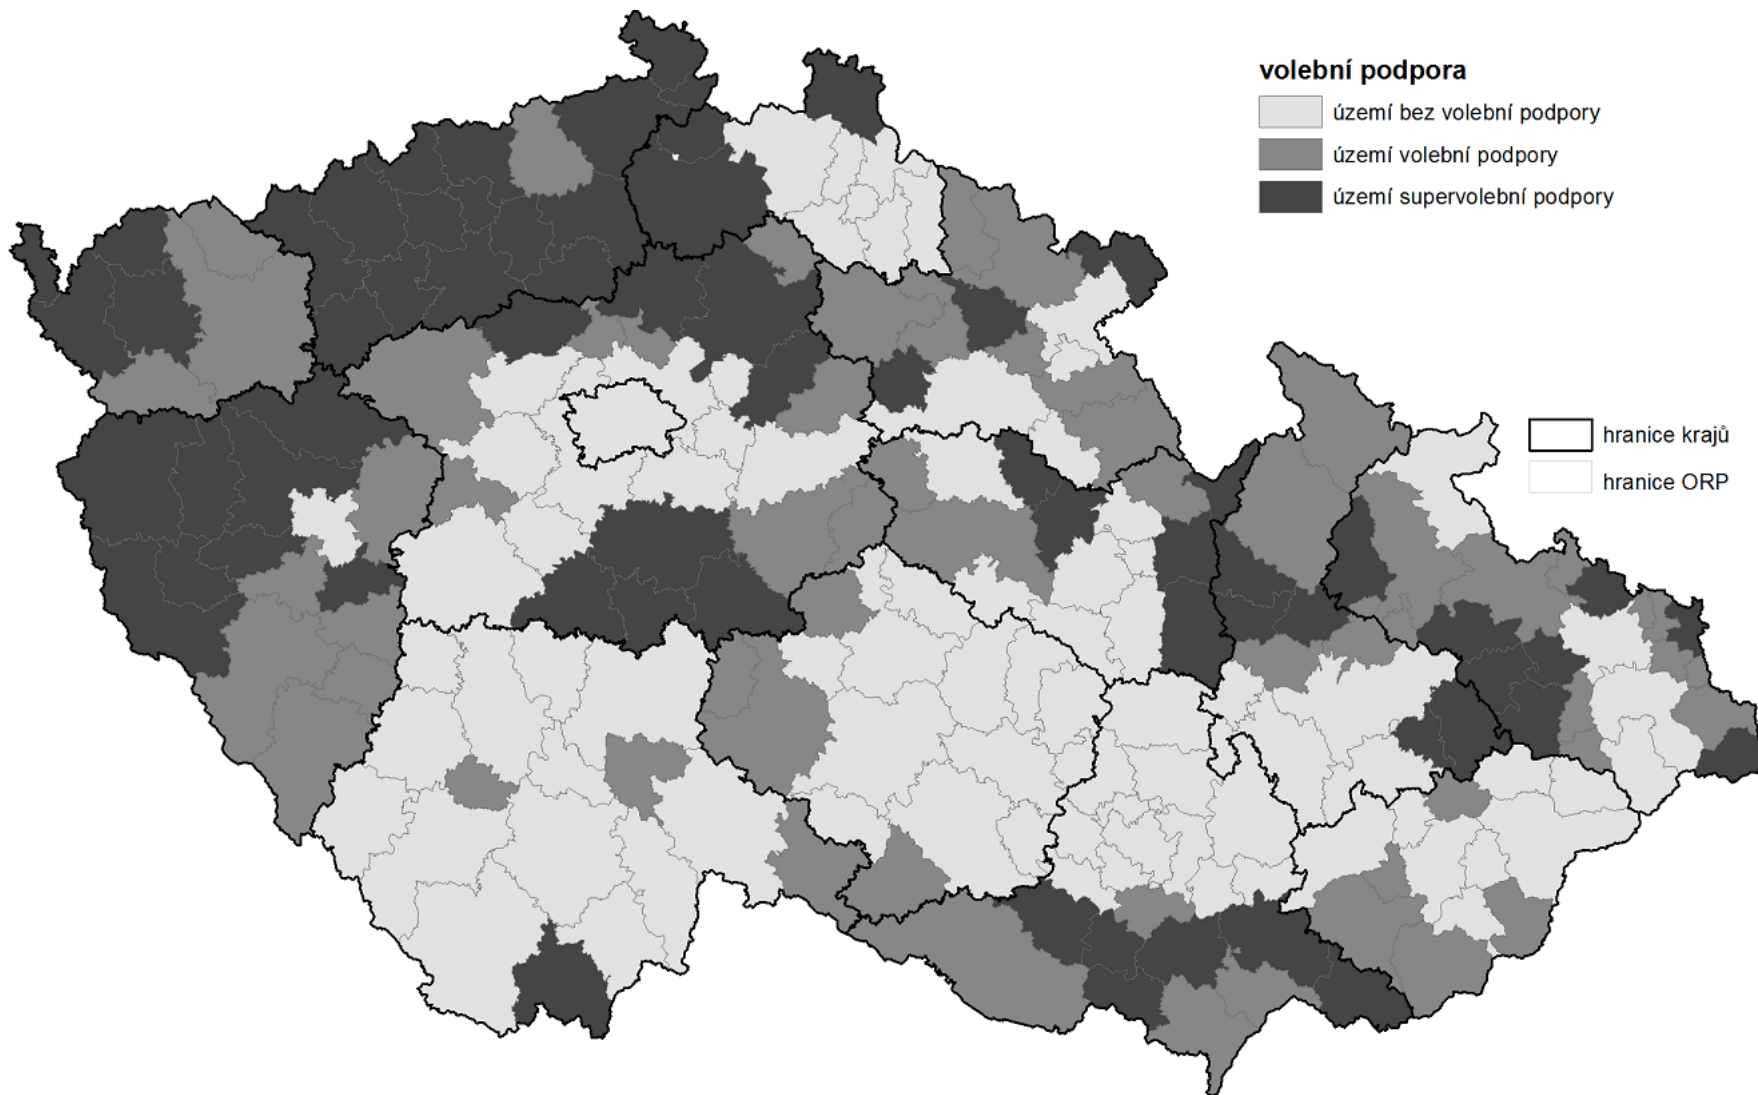 volební podpora
území bez volební podpory
území volební podpory
území supervolební podpory
hranice krajů
hranice ORP